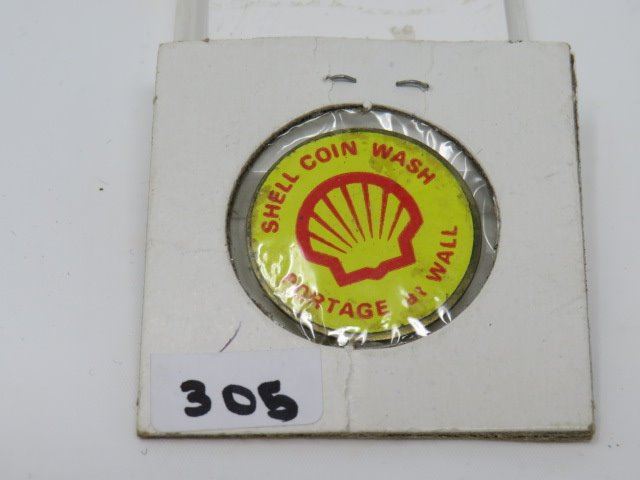 SHELL COIN WASH
PORTAGE at WALL
305